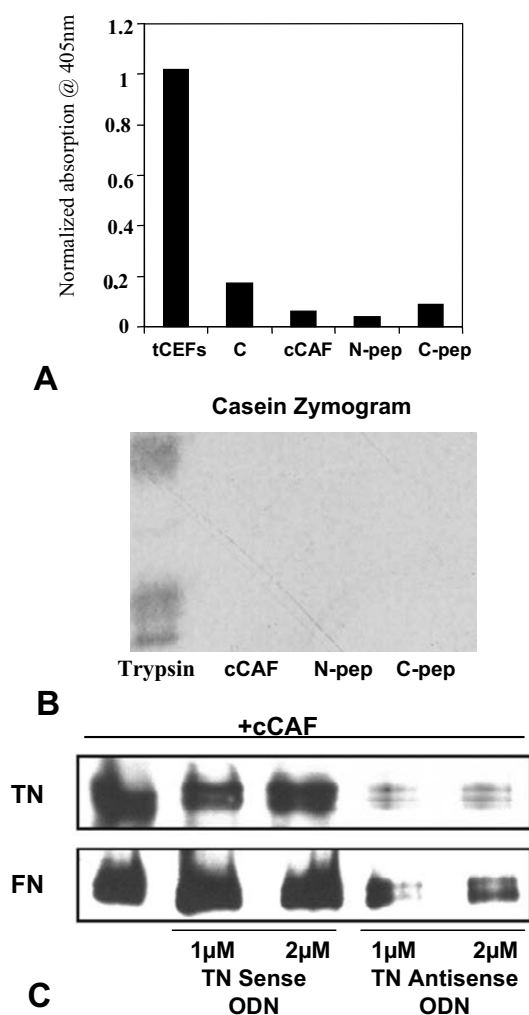 Normalized absorption @ 405nm
1.2
1
0.8
0.6
0.4
0.2
0
tCEFs C cCAF N-pep C-pep
A
Casein Zymogram
Trypsin cCAF N-pep C-pep
B
+cCAF
TN
FN
1µM 2µM 1µM 2µM
TN Sense ODN TN Antisense ODN
C